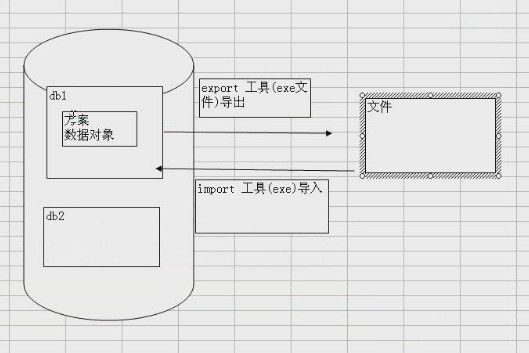 db1
方案
数据对象
export 工具(exe文
件)导出
文件
import 工具(exe)导入
db2